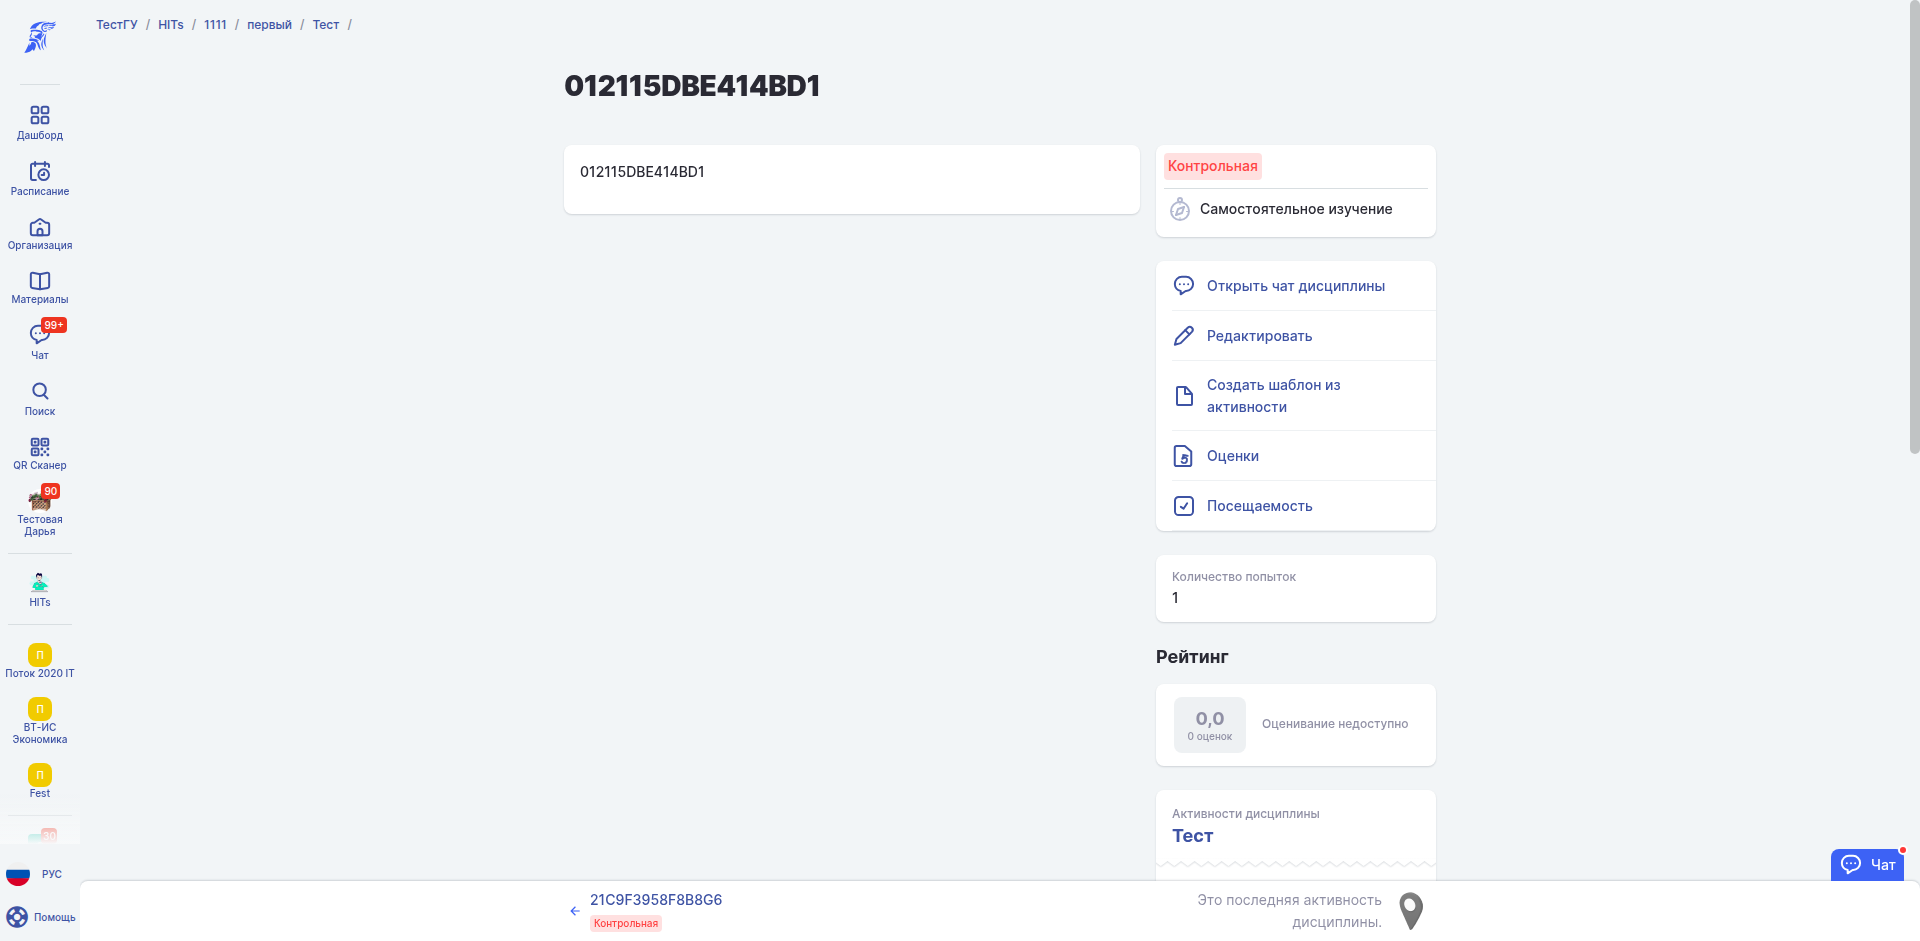 ТестГУ / HITs / 1111 / первый / Тест /
012115DBE414BD1
012115DBE414BD1
Контрольная
Самостоятельное изучение
Открыть чат дисциплины
Редактировать
Создать шаблон из
активности
Оценки
5
Посещаемость
Количество попыток
1
Рейтинг
0,0
0 оценок
Оценивание недоступно
Активности дисциплины
Тест
Дашборд
Расписание
Организация
Материалы
99+
Чат
Поиск
QR Сканер
90
Тестовая
Дарья
HITs
П
Поток 2020 IT
П
ВТ-ИС
Экономика
П
Fest
30
РУС
Помощь
21C9F3958F8B8G6
Контрольная
Это последняя активность
дисциплины.
Чат